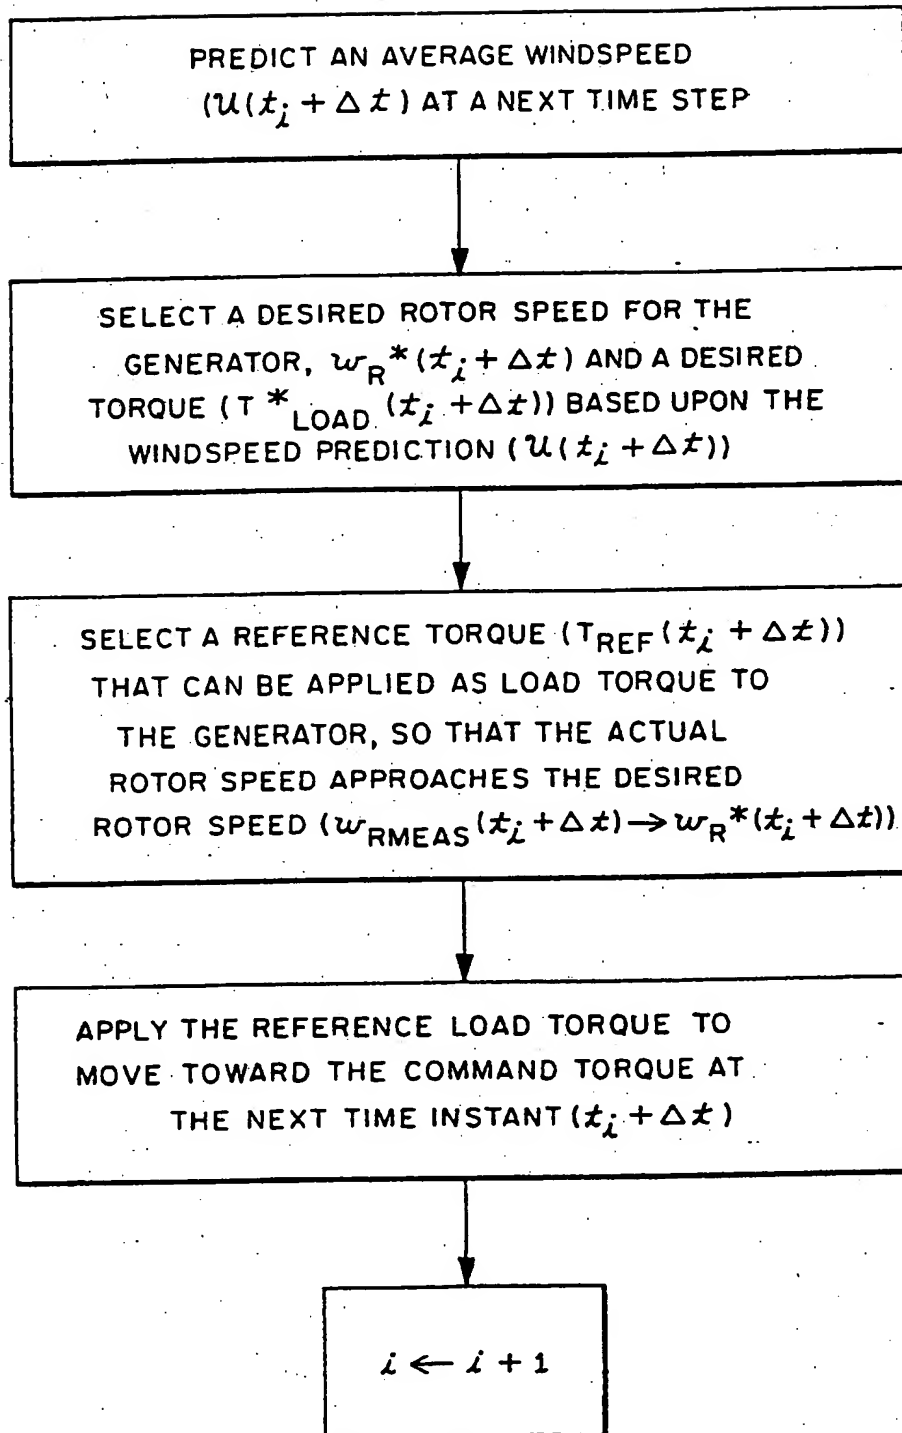 PREDICT AN AVERAGE WINDSPEED
(U(tᵢ + Δt) AT A NEXT TIME STEP
SELECT A DESIRED ROTOR SPEED FOR THE
GENERATOR, w_R*(tᵢ + Δt) AND A DESIRED
TORQUE (T*_LOAD (tᵢ + Δt)) BASED UPON THE
WINDSPEED PREDICTION (U(tᵢ + Δt))
SELECT A REFERENCE TORQUE (T_REF(tᵢ + Δt))
THAT CAN BE APPLIED AS LOAD TORQUE TO
THE GENERATOR, SO THAT THE ACTUAL
ROTOR SPEED APPROACHES THE DESIRED
ROTOR SPEED (w_RMEAS(tᵢ + Δt) → w_R*(tᵢ + Δt))
APPLY THE REFERENCE LOAD TORQUE TO
MOVE TOWARD THE COMMAND TORQUE AT
THE NEXT TIME INSTANT (tᵢ + Δt)
i ← i + 1